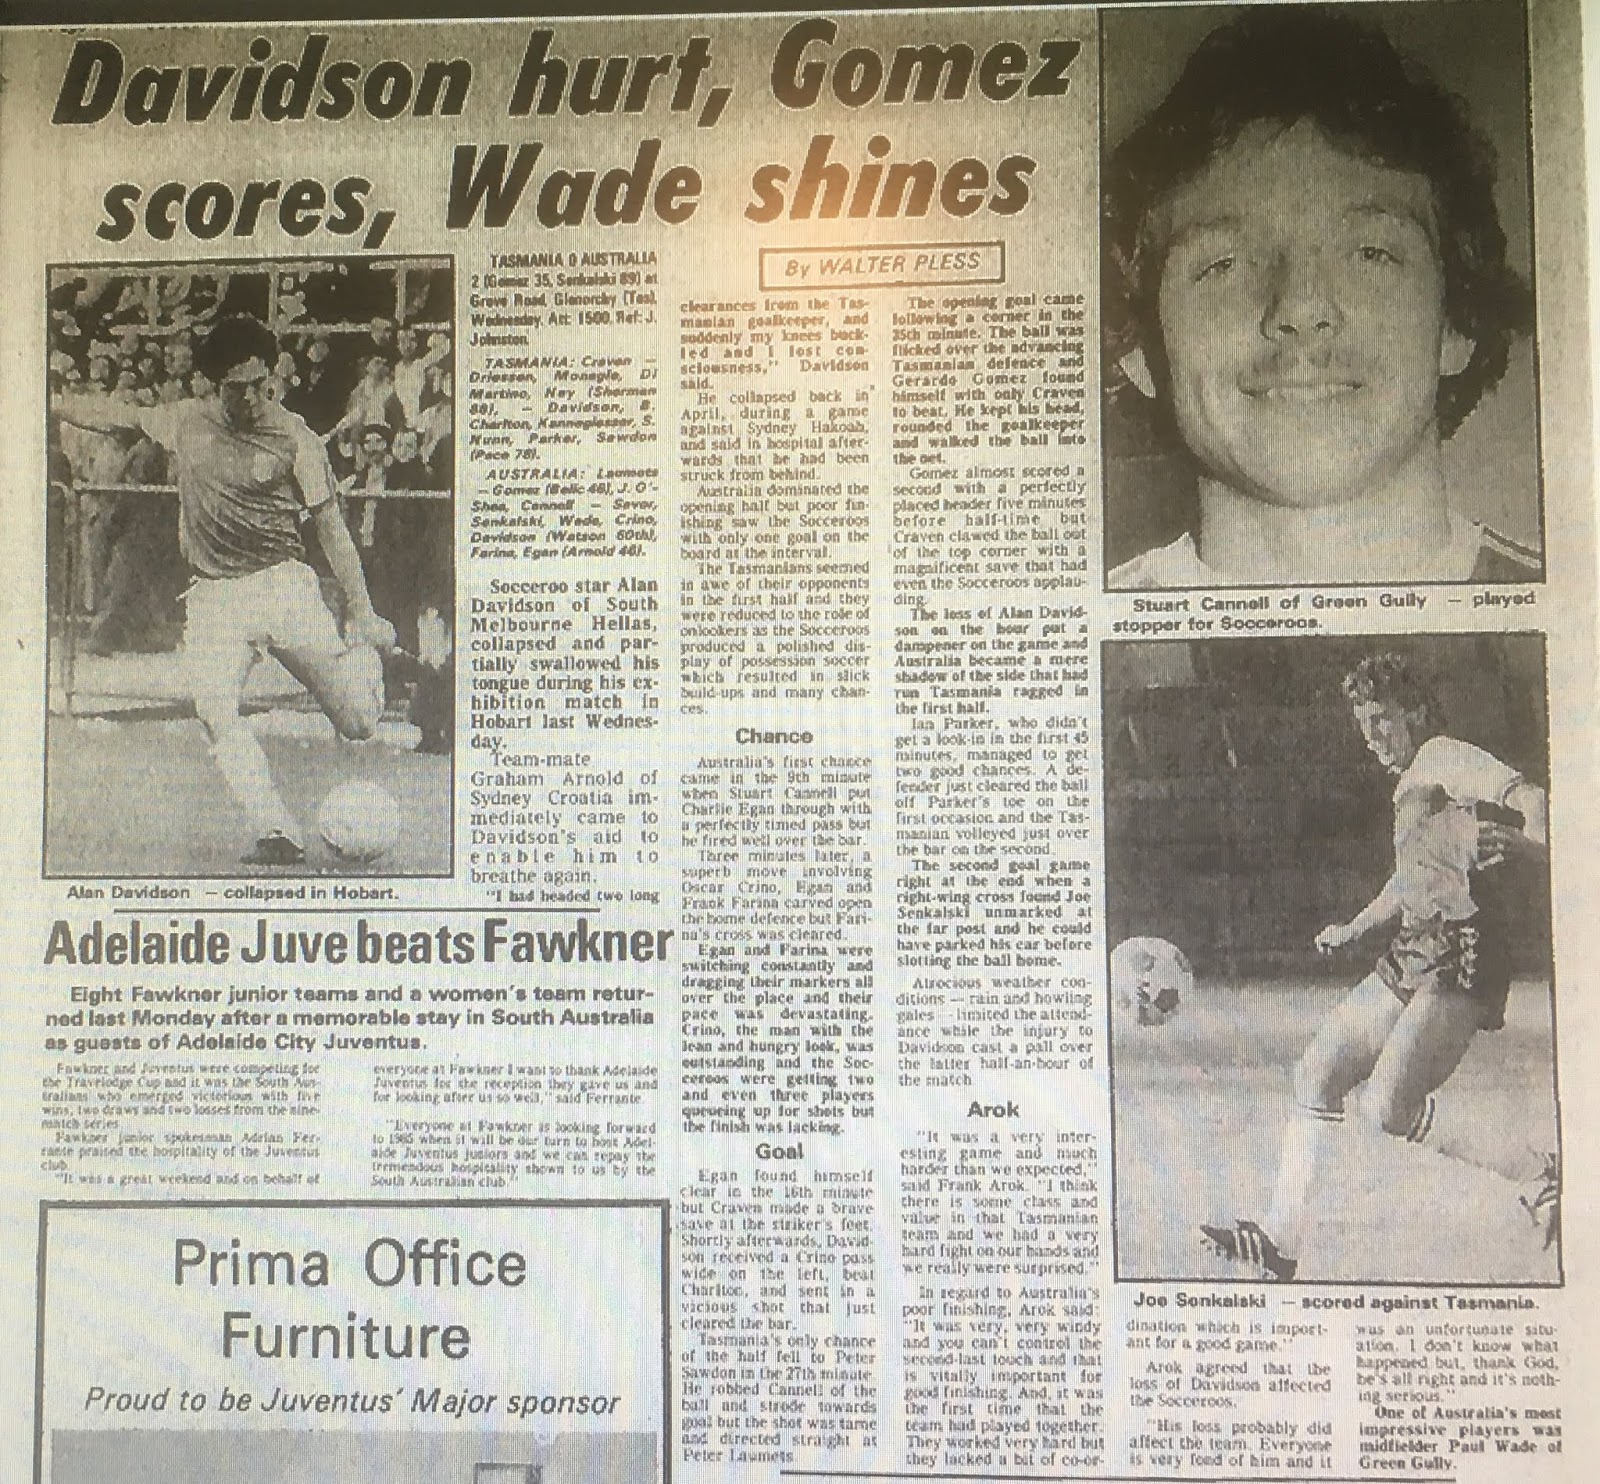 Davidson hurt, Gomez
scores, Wade shines
By WALTER PLESS
TASMANIA 0 AUSTRALIA
2 (Gomez 35, Senkalski 89) at
Grove Road, Glenorchy (Tas),
Wednesday. Att: 1500. Ref: J.
Johnston.
TASMANIA: Craven —
Driessen, Monagle, Di
Martino, Ney (Sherman
88), — Davidson, B.
Charlton, Kannegiesser, S.
Nunn, Parker, Sawdon
(Pace 78).
AUSTRALIA: Laumets
— Gomez (Belic 46), J. O'-
Shea, Cannell — Sever,
Senkalski, Wade, Crino,
Davidson (Watson 60th),
Farina, Egan (Arnold 46).
Socceroo star Alan
Davidson of South
Melbourne Hellas,
collapsed and par-
tially swallowed his
tongue during his ex-
hibition match in
Hobart last Wednes-
day.
Team-mate
Graham Arnold of
Sydney Croatia im-
mediately came to
Davidson's aid to
enable him to
breathe again.
"I had headed two long
clearances from the Tas-
manian goalkeeper, and
suddenly my knees buck-
led and I lost con-
sciousness," Davidson
said.
He collapsed back in
April, during a game
against Sydney Hakoah,
and said in hospital after-
wards that he had been
struck from behind.
Australia dominated the
opening half but poor fin-
ishing saw the Socceroos
with only one goal on the
board at the interval.
The Tasmanians seemed
in awe of their opponents
in the first half and they
were reduced to the role of
onlookers as the Socceroos
produced a polished dis-
play of possession soccer
which resulted in slick
build-ups and many chan-
ces.
Chance
Australia's first chance
came in the 9th minute
when Stuart Cannell put
Charlie Egan through with
a perfectly timed pass but
he fired well over the bar.
Three minutes later, a
superb move involving
Oscar Crino, Egan and
Frank Farina carved open
the home defence but Fari-
na's cross was cleared.
Egan and Farina were
switching constantly and
dragging their markers all
over the place and their
pace was devastating.
Crino, the man with the
lean and hungry look, was
outstanding and the Soc-
ceroos were getting two
and even three players
queueing up for shots but
the finish was lacking.
Goal
Egan found himself
clear in the 16th minute
but Craven made a brave
save at the striker's feet.
Shortly afterwards, David-
son received a Crino pass
wide on the left, beat
Charlton, and sent in a
vicious shot that just
cleared the bar.
Tasmania's only chance
of the half fell to Peter
Sawdon in the 27th minute.
He robbed Cannell of the
ball and strode towards
goal but the shot was tame
and directed straight at
Peter Laumets.
The opening goal came
following a corner in the
35th minute. The ball was
flicked over the advancing
Tasmanian defence and
Gerardo Gomez found
himself with only Craven
to beat. He kept his head,
rounded the goalkeeper
and walked the ball into
the net.
Gomez almost scored a
second with a perfectly
placed header five minutes
before half-time but
Craven clawed the ball out
of the top corner with a
magnificent save that had
even the Socceroos applau-
ding.
The loss of Alan David-
son on the hour put a
dampener on the game and
Australia became a mere
shadow of the side that had
run Tasmania ragged in
the first half.
Ian Parker, who didn't
get a look-in in the first 45
minutes, managed to get
two good chances. A de-
fender just cleared the ball
off Parker's toe on the
first occasion and the Tas-
manian volleyed just over
the bar on the second.
The second goal game
right at the end when a
right-wing cross found Joe
Senkalski unmarked at
the far post and he could
have parked his car before
slotting the ball home.
Atrocious weather con-
ditions — rain and howling
gales — limited the attend-
ance while the injury to
Davidson cast a pall over
the latter half-an-hour of
the match.
Arok
"It was a very inter-
esting game and much
harder than we expected,"
said Frank Arok. "I think
there is some class and
value in that Tasmanian
team and we had a very
hard fight on our hands and
we really were surprised."
In regard to Australia's
poor finishing, Arok said:
"It was very, very windy
and you can't control the
second-last touch and that
is vitally important for
good finishing. And, it was
the first time that the
team had played together.
They worked very hard but
they lacked a bit of co-or-
dination which is import-
ant for a good game."
Arok agreed that the
loss of Davidson affected
the Socceroos.
"His loss probably did
affect the team. Everyone
is very fond of him and it
was an unfortunate situ-
ation. I don't know what
happened but, thank God,
he's all right and it's noth-
ing serious."
One of Australia's most
impressive players was
midfielder Paul Wade of
Green Gully.
Stuart Cannell of Green Gully — played
stopper for Socceroos.
Joe Senkalski — scored against Tasmania.
Alan Davidson — collapsed in Hobart.
Adelaide Juve beats Fawkner
Eight Fawkner junior teams and a women's team retur-
ned last Monday after a memorable stay in South Australia
as guests of Adelaide City Juventus.
Fawkner and Juventus were competing for
the Travelodge Cup and it was the South Aus-
tralians who emerged victorious with five
wins, two draws and two losses from the nine-
match series.
Fawkner junior spokesman Adrian Fer-
rante praised the hospitality of the Juventus
club.
"It was a great weekend and on behalf of
everyone at Fawkner I want to thank Adelaide
Juventus for the reception they gave us and
for looking after us so well," said Ferrante.
"Everyone at Fawkner is looking forward
to 1985 when it will be our turn to host Adel-
aide Juventus juniors and we can repay the
tremendous hospitality shown to us by the
South Australian club."
Prima Office
Furniture
Proud to be Juventus' Major sponsor